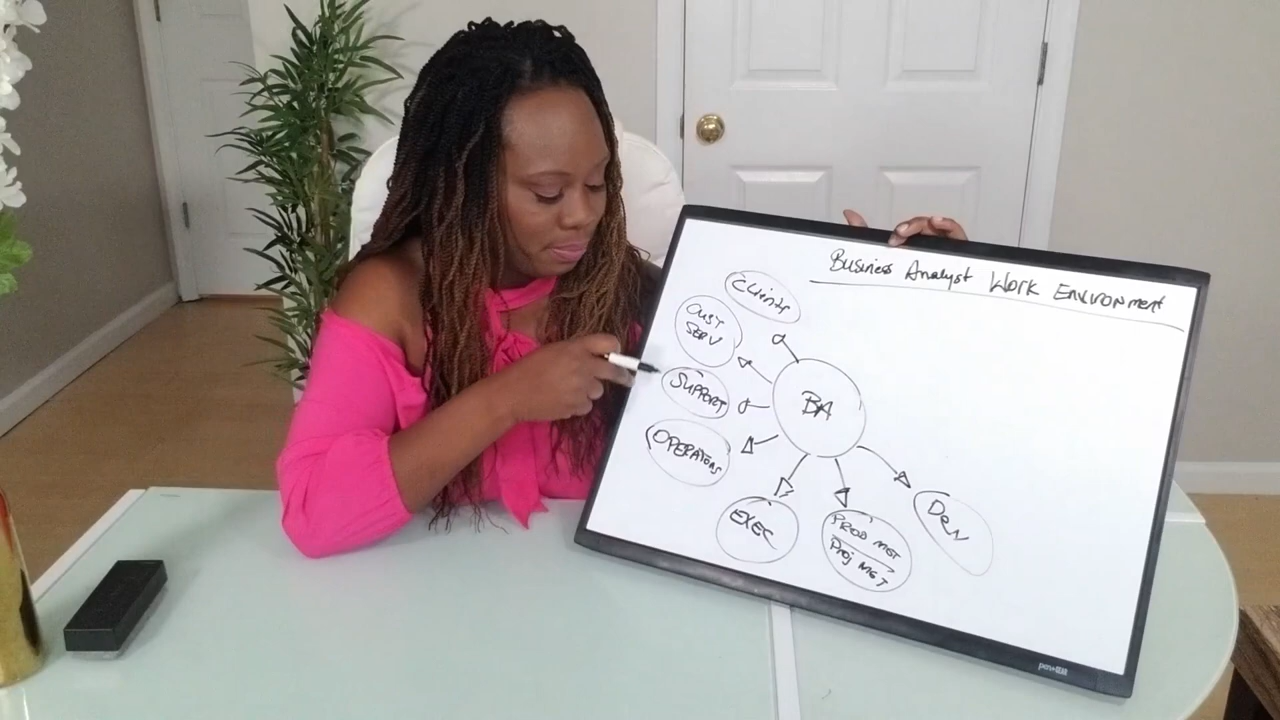 Business Analyst Work Environment
Clients
Cust
Serv
Support
Operations
BA
Exec
Prod MGT
Proj MGT
Dev